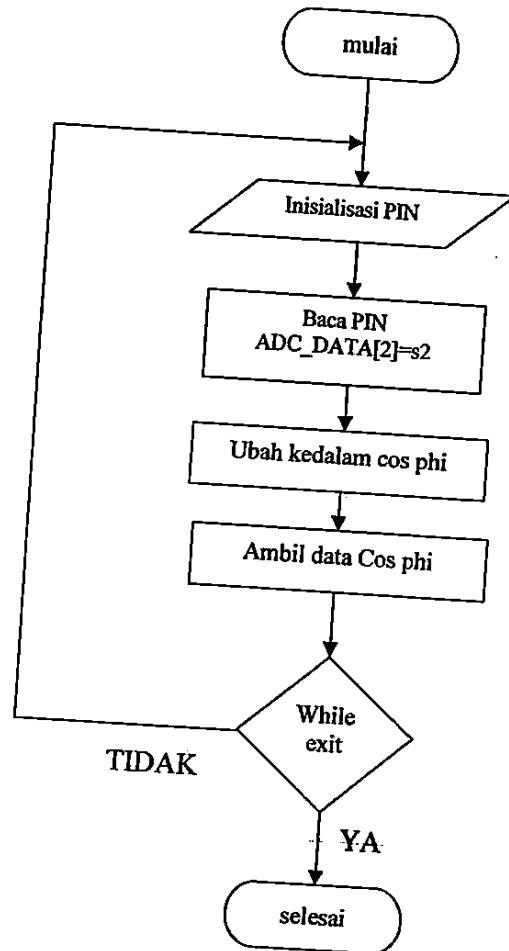 mulai
Inisialisasi PIN
Baca PIN
ADC_DATA[2]=s2
Ubah kedalam cos phi
Ambil data Cos phi
While
exit
TIDAK
YA
selesai